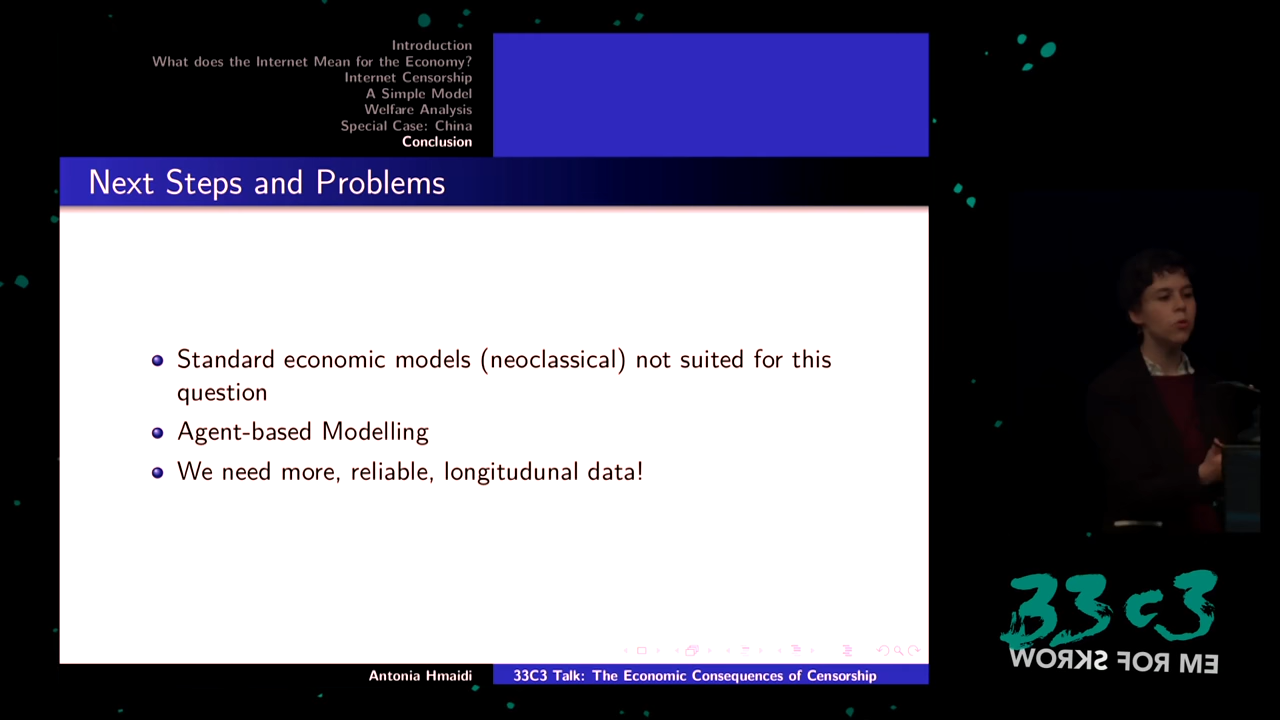 Introduction
What does the Internet Mean for the Economy?
Internet Censorship
A Simple Model
Welfare Analysis
Special Case: China
Conclusion
Next Steps and Problems
Standard economic models (neoclassical) not suited for this
question
Agent-based Modelling
We need more, reliable, longitudunal data!
Antonia Hmaidi
33C3 Talk: The Economic Consequences of Censorship
33C3
WORKS FOR ME